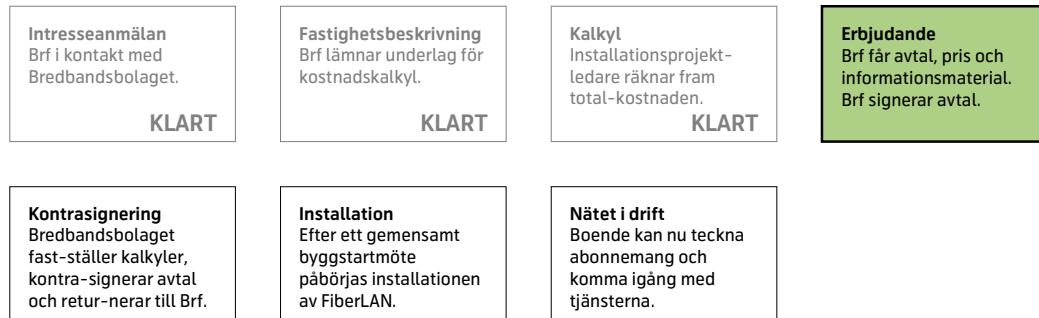 Intresseanmälan
Brf i kontakt med
Bredbandsbolaget.
KLART
Fastighetsbeskrivning
Brf lämnar underlag för
kostnadskalkyl.
KLART
Kalkyl
Installationsprojekt-
ledare räknar fram
total-kostnaden.
KLART
Erbjudande
Brf får avtal, pris och
informationsmaterial.
Brf signerar avtal.
Kontrasignering
Bredbandsbolaget
fast-ställer kalkyler,
kontra-signerar avtal
och retur-nerar till Brf.
Installation
Efter ett gemensamt
byggstartmöte
påbörjas installationen
av FiberLAN.
Nätet i drift
Boende kan nu teckna
abonnemang och
komma igång med
tjänsterna.